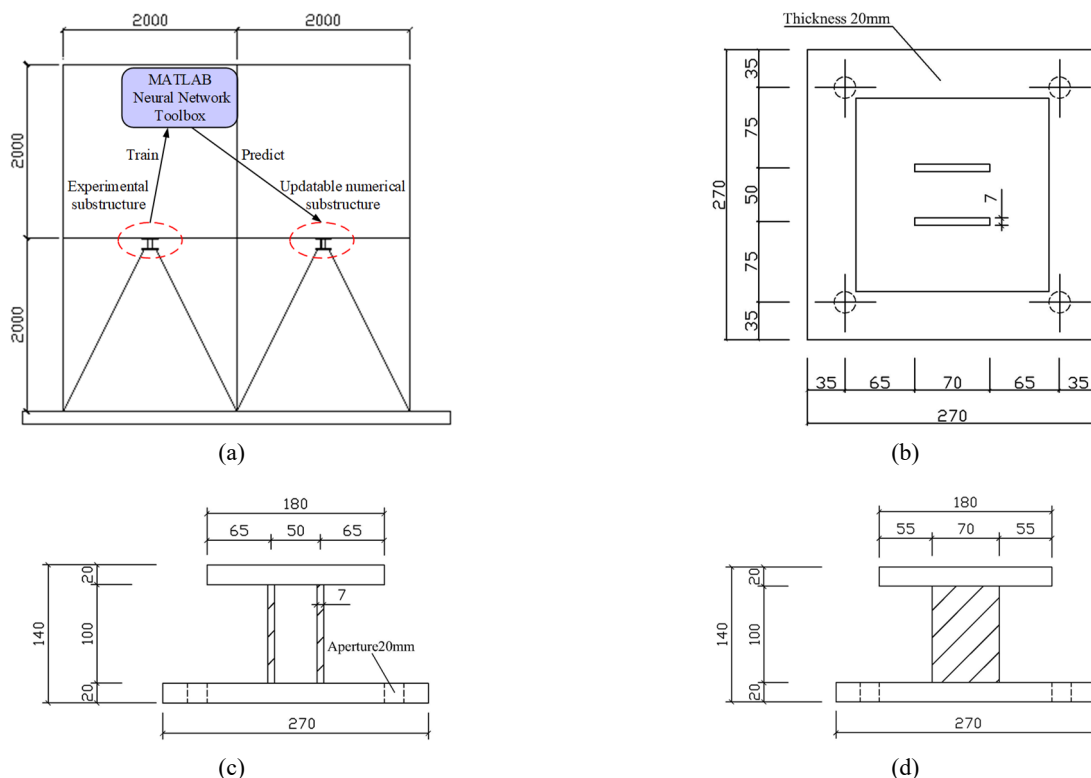 2000 2000
MATLAB
Neural Network
Toolbox
2000
Train Predict
Experimental
substructure
Updatable numerical
substructure
2000
(a)
Thickness 20mm
35
75
50
7
270
75
35
35 65 70 65 35
270
(b)
180
65 50 65
20
7
140
100
Aperture20mm
20
270
(c)
180
55 70 55
20
140
100
20
270
(d)